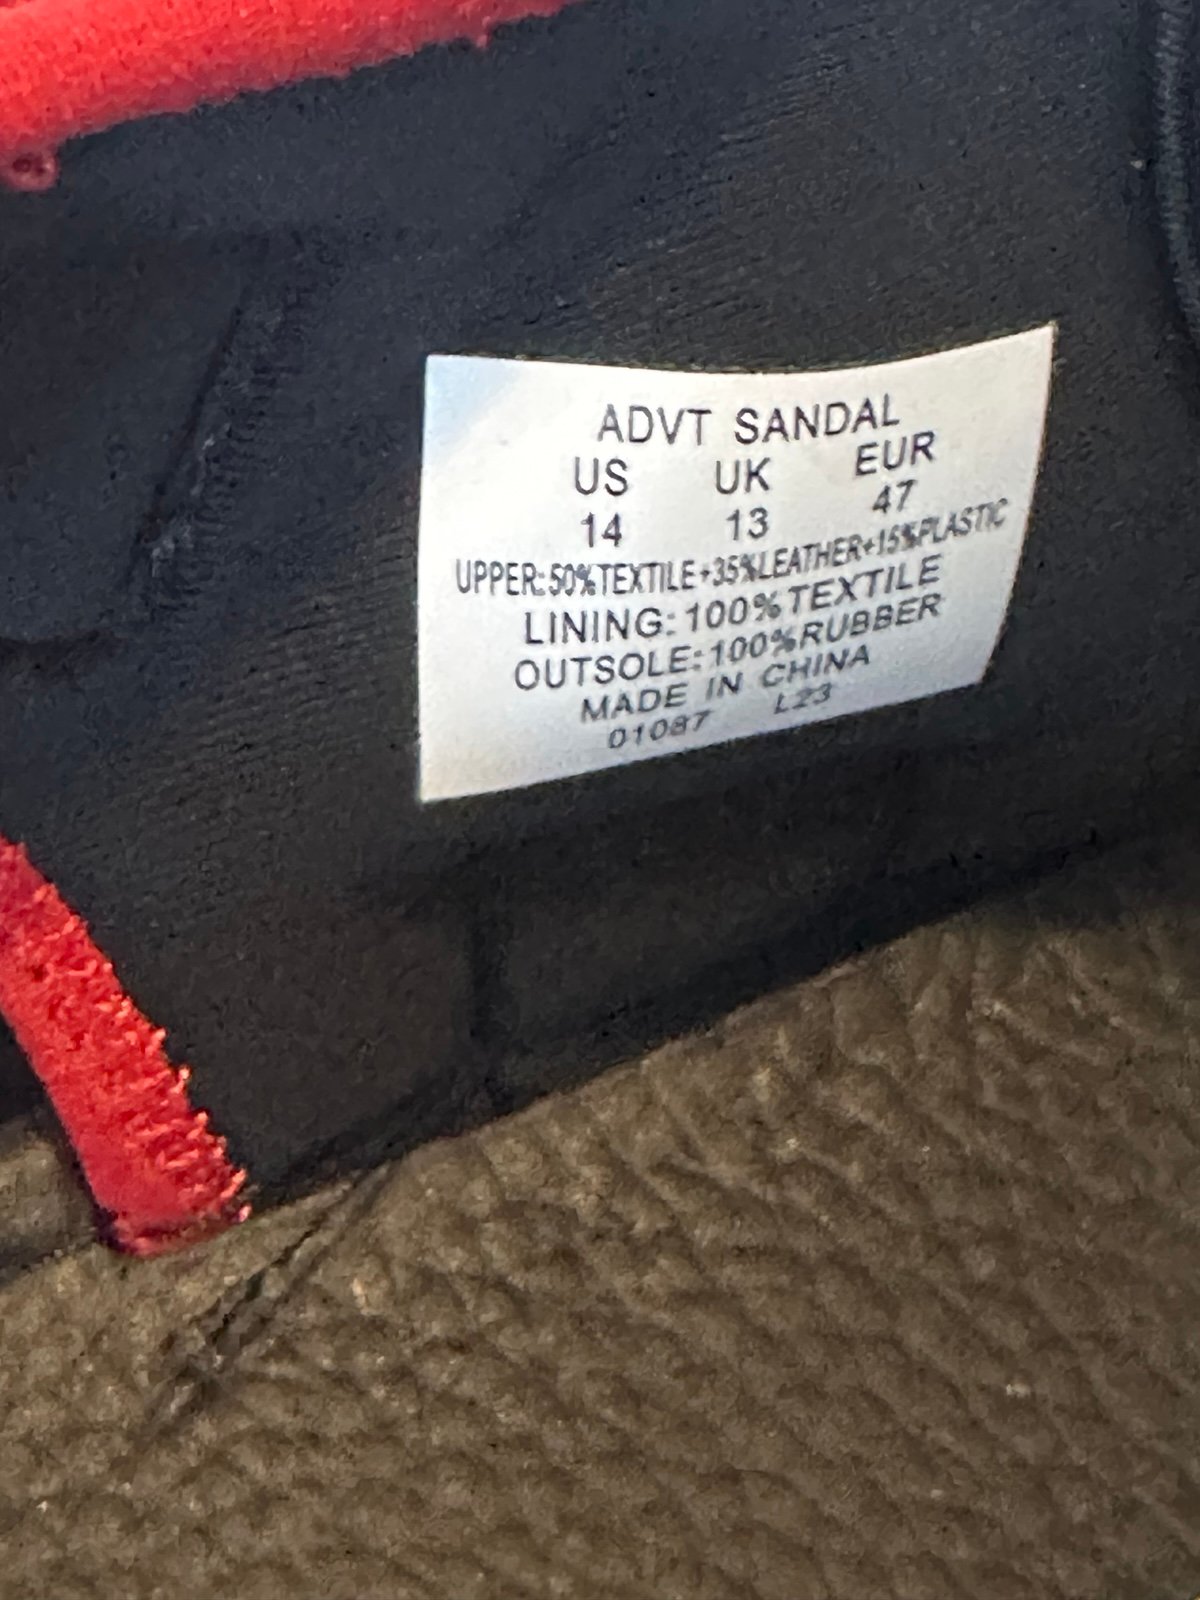 ADVT SANDAL
US UK EUR
14 13 47
UPPER:50%TEXTILE+35%LEATHER+15%PLASTIC
LINING:100%TEXTILE
OUTSOLE:100%RUBBER
MADE IN CHINA
01087 L23